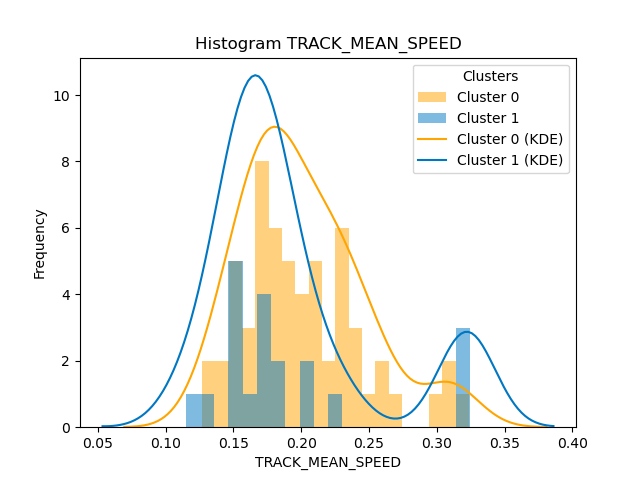 Histogram TRACK_MEAN_SPEED
Clusters
Cluster 0
Cluster 1
Cluster 0 (KDE)
Cluster 1 (KDE)
Frequency
10
8
6
4
2
0
0.05 0.10 0.15 0.20 0.25 0.30 0.35 0.40
TRACK_MEAN_SPEED